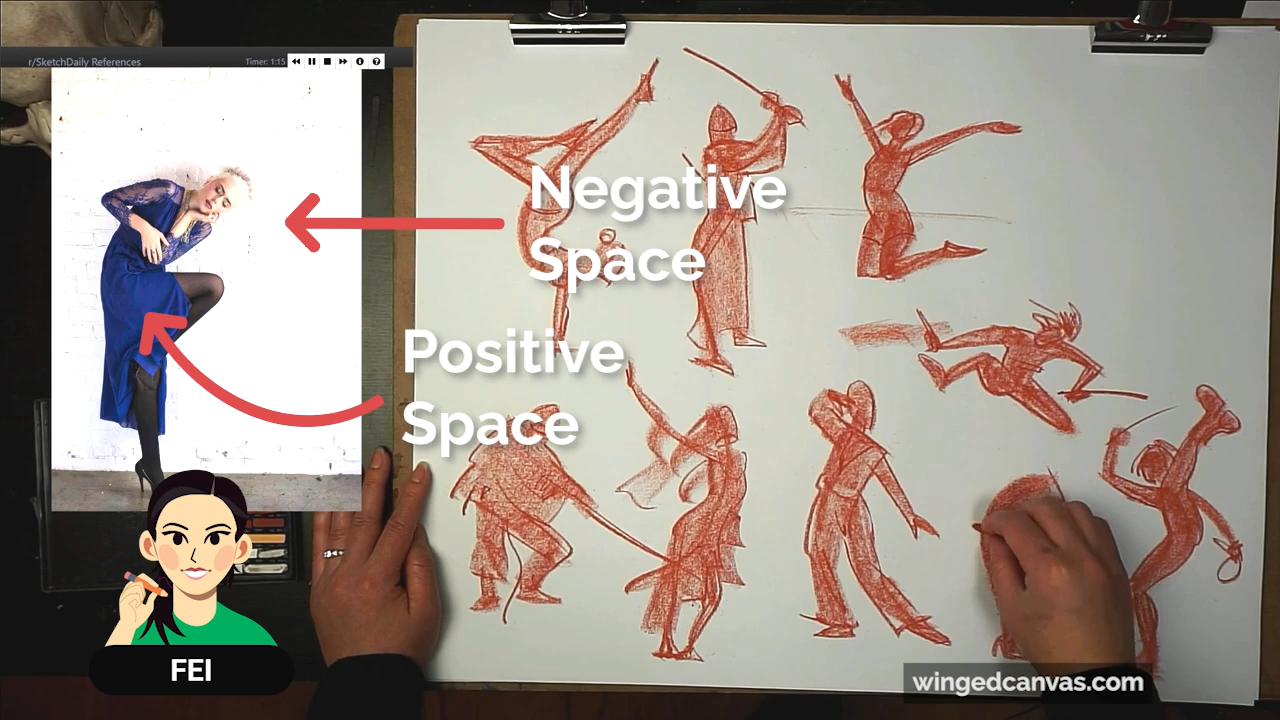 r/SketchDaily References
Timer: 1:15
Negative
Space
Positive
Space
FEI
wingedcanvas.com